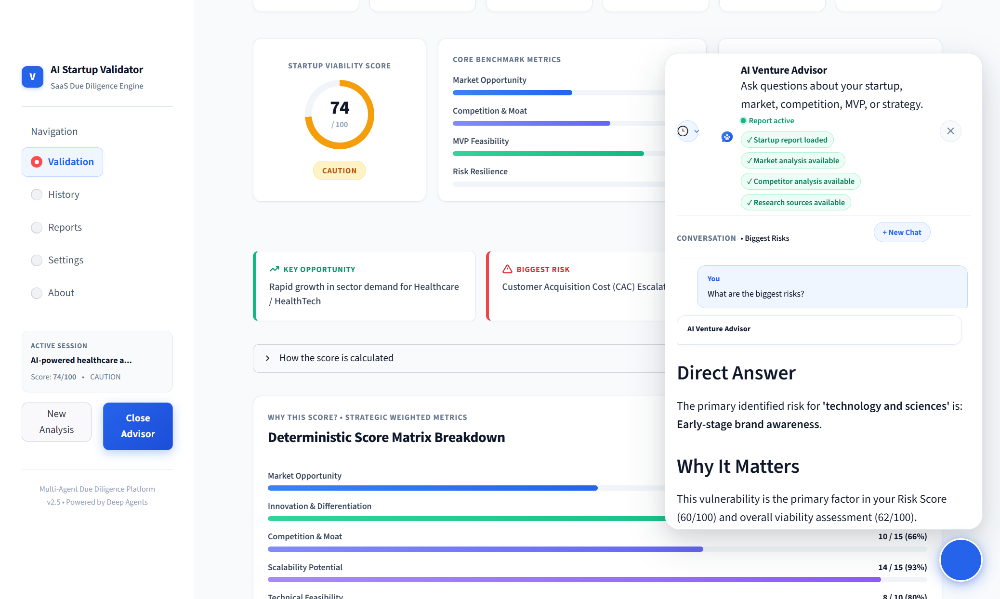 V
AI Startup Validator
SaaS Due Diligence Engine
Navigation
Validation
History
Reports
Settings
About
ACTIVE SESSION
AI-powered healthcare a...
Score: 74/100 • CAUTION
New
Analysis
Close
Advisor
Multi-Agent Due Diligence Platform
v2.5 • Powered by Deep Agents
STARTUP VIABILITY SCORE
74
/ 100
CAUTION
CORE BENCHMARK METRICS
Market Opportunity
Competition & Moat
MVP Feasibility
Risk Resilience
KEY OPPORTUNITY
Rapid growth in sector demand for Healthcare
/ HealthTech
BIGGEST RISK
Customer Acquisition Cost (CAC) Escalat
How the score is calculated
WHY THIS SCORE? • STRATEGIC WEIGHTED METRICS
Deterministic Score Matrix Breakdown
Market Opportunity
Innovation & Differentiation
Competition & Moat
10 / 15 (66%)
Scalability Potential
14 / 15 (93%)
Technical Feasibility
8 / 10 (80%)
AI Venture Advisor
Ask questions about your startup,
market, competition, MVP, or strategy.
Report active
✓ Startup report loaded
✓ Market analysis available
✓ Competitor analysis available
✓ Research sources available
CONVERSATION • Biggest Risks
+ New Chat
You
What are the biggest risks?
AI Venture Advisor
Direct Answer
The primary identified risk for 'technology and sciences' is:
Early-stage brand awareness.
Why It Matters
This vulnerability is the primary factor in your Risk Score
(60/100) and overall viability assessment (62/100).